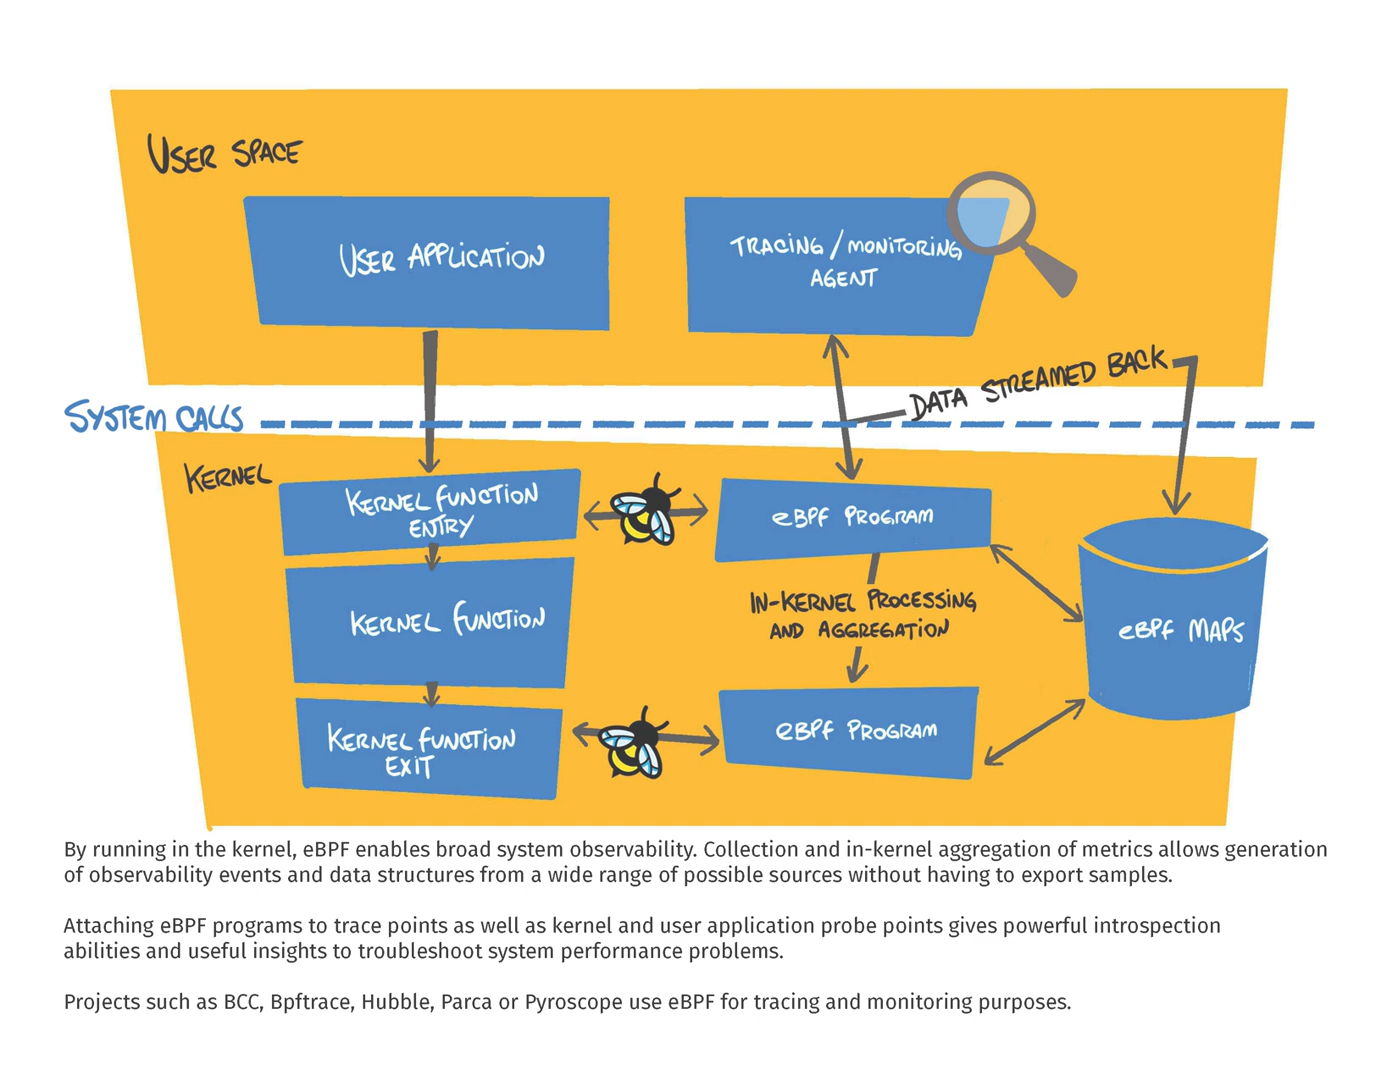 USER SPACE
USER APPLICATION
TRACING / MONITORING
AGENT
DATA STREAMED BACK
SYSTEM CALLS
KERNEL
KERNEL FUNCTION
ENTRY
eBPF PROGRAM
KERNEL FUNCTION
IN-KERNEL PROCESSING
AND AGGREGATION
eBPF MAPS
KERNEL FUNCTION
EXIT
eBPF PROGRAM
By running in the kernel, eBPF enables broad system observability. Collection and in-kernel aggregation of metrics allows generation
of observability events and data structures from a wide range of possible sources without having to export samples.
Attaching eBPF programs to trace points as well as kernel and user application probe points gives powerful introspection
abilities and useful insights to troubleshoot system performance problems.
Projects such as BCC, Bpftrace, Hubble, Parca or Pyroscope use eBPF for tracing and monitoring purposes.